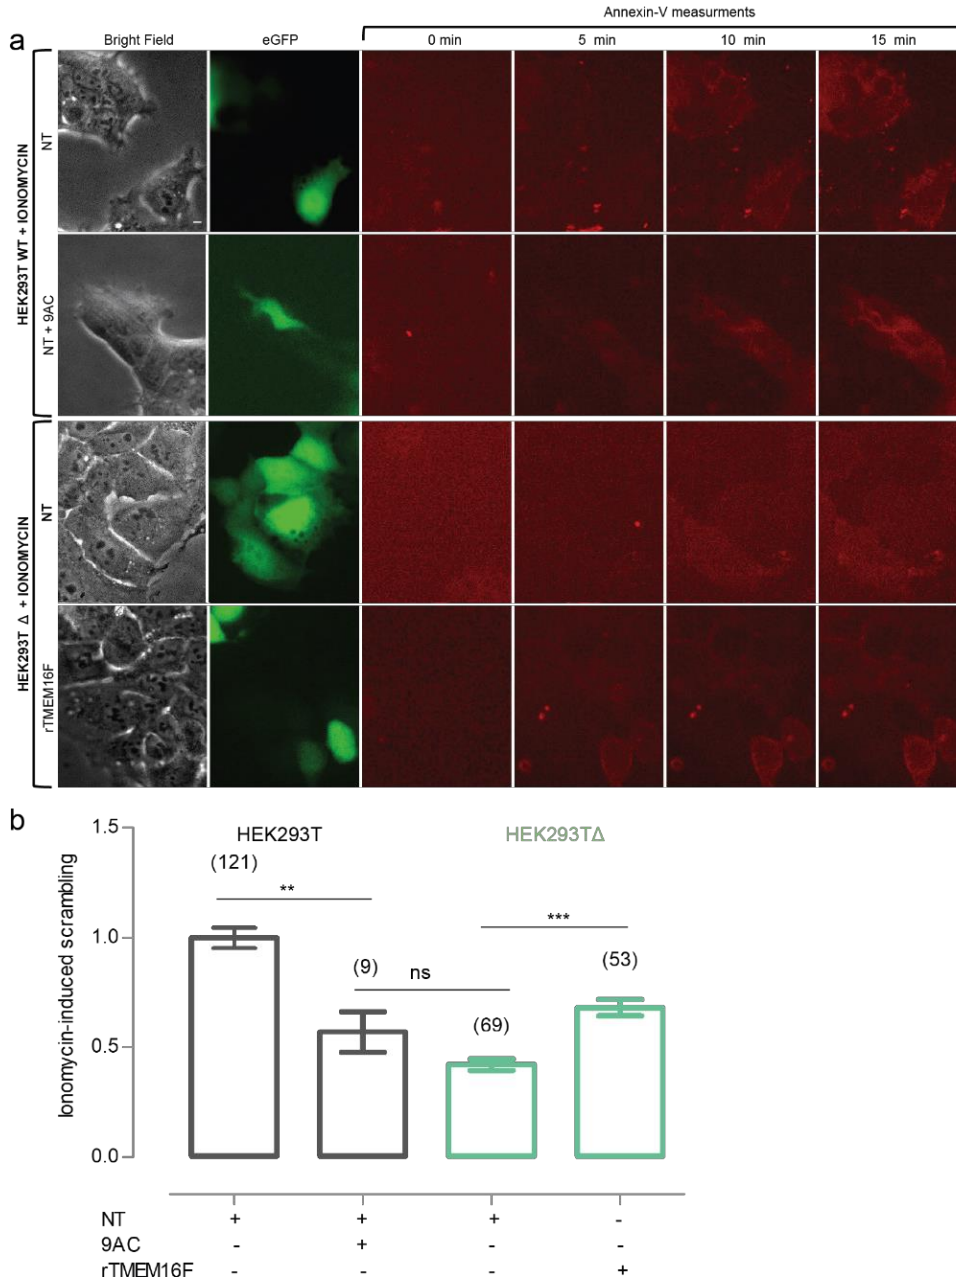 Annexin-V measurments
a
Bright Field eGFP 0 min 5 min 10 min 15 min
HEK293T WT + IONOMYCIN
NT
NT + 9AC
HEK293T Δ + IONOMYCIN
NT
rTMEM16F
b
Ionomycin-induced scrambling
1.5
1.0
0.5
0.0
HEK293T HEK293TΔ
(121)
**
***
(9)
ns
(53)
(69)
NT + + + -
9AC - + - -
rTMEM16F - - - +